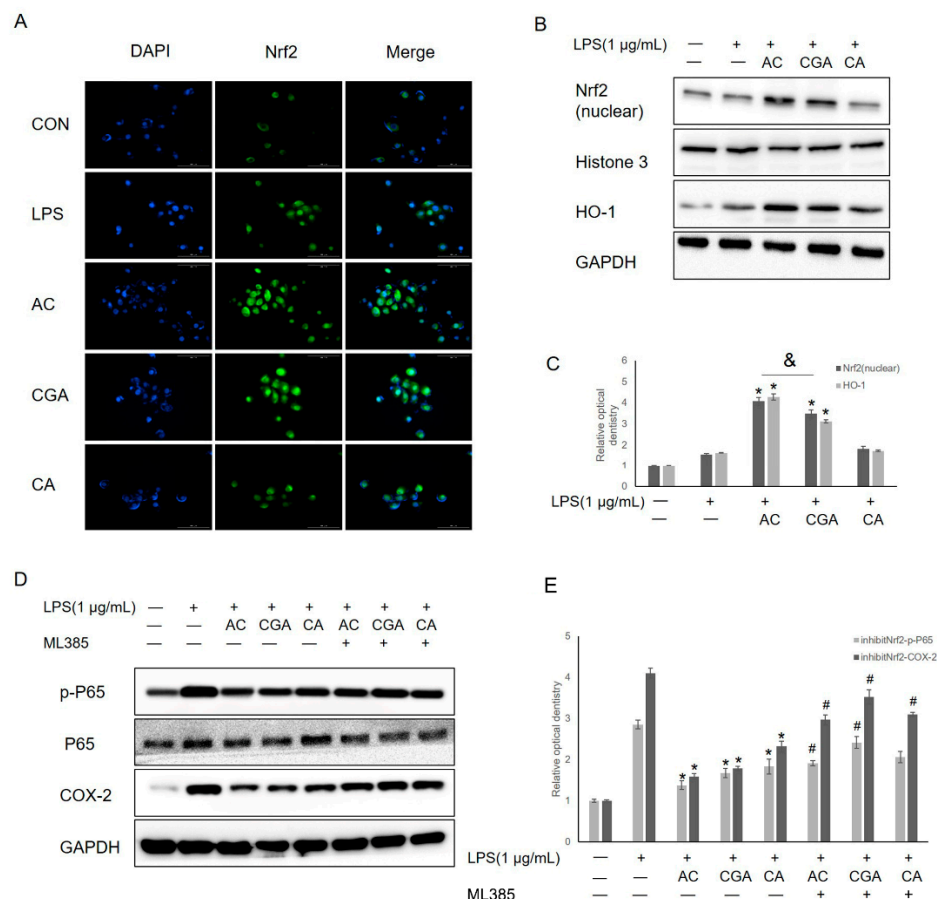 A
DAPI Nrf2 Merge
CON
LPS
AC
CGA
CA
B
LPS(1 μg/mL) — + + + +
— — AC CGA CA
Nrf2
(nuclear)
Histone 3
HO-1
GAPDH
C
&
Nrf2(nuclear)
HO-1
Relative optical
dentistry
6
5
4
3
2
1
0
* * * *
LPS(1 μg/mL) — + + + +
— — AC CGA CA
D
LPS(1 μg/mL) — + + + + + + +
— — AC CGA CA AC CGA CA
ML385 — — — — — + + +
p-P65
P65
COX-2
GAPDH
E
inhibitNrf2-p-P65
inhibitNrf2-COX-2
Relative optical dentistry
5
4
3
2
1
0
* * * * * * # # # # #
LPS(1 μg/mL) — + + + + + + +
— — AC CGA CA AC CGA CA
ML385 — — — — — + + +